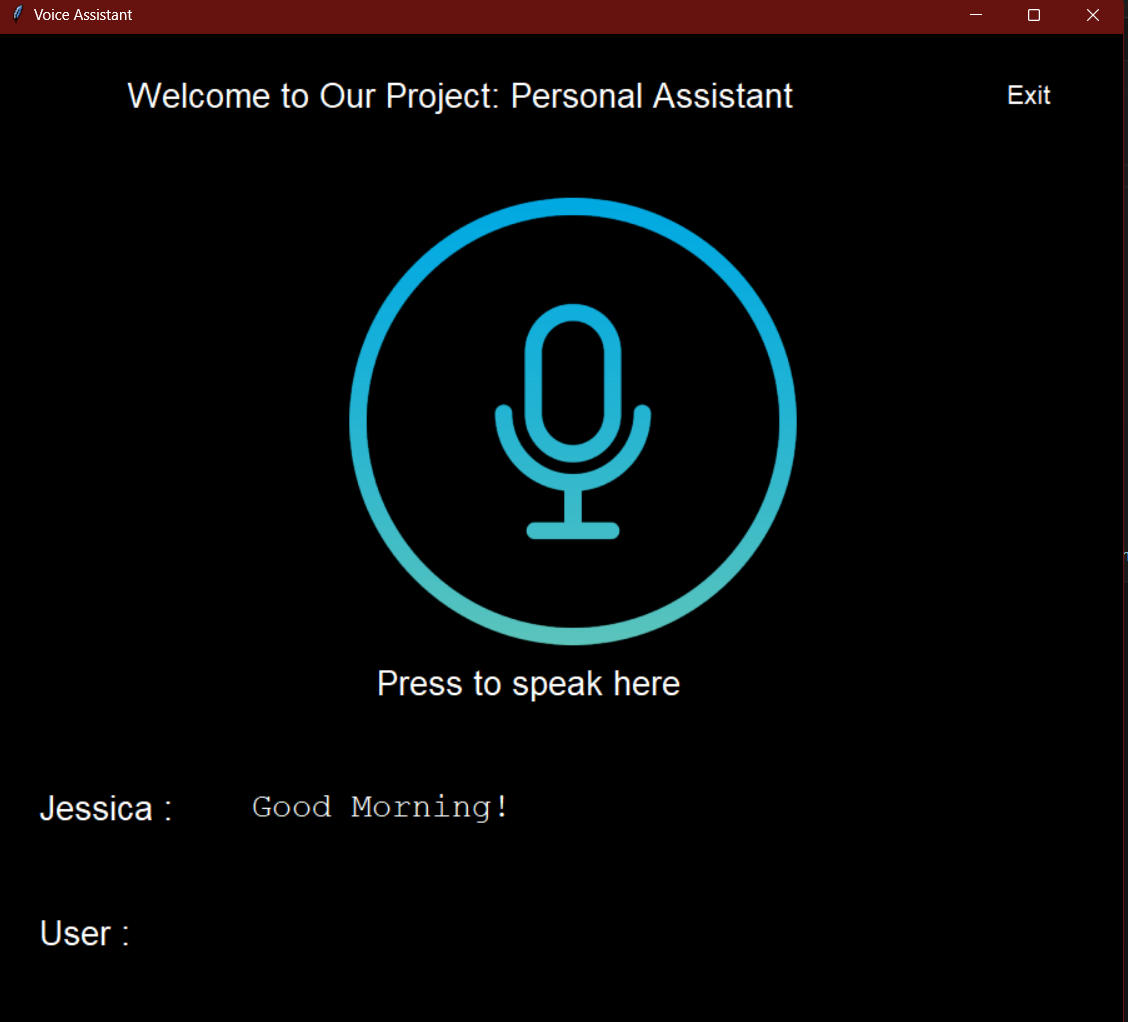 Voice Assistant
Welcome to Our Project: Personal Assistant
Exit
Press to speak here
Jessica : Good Morning!
User :